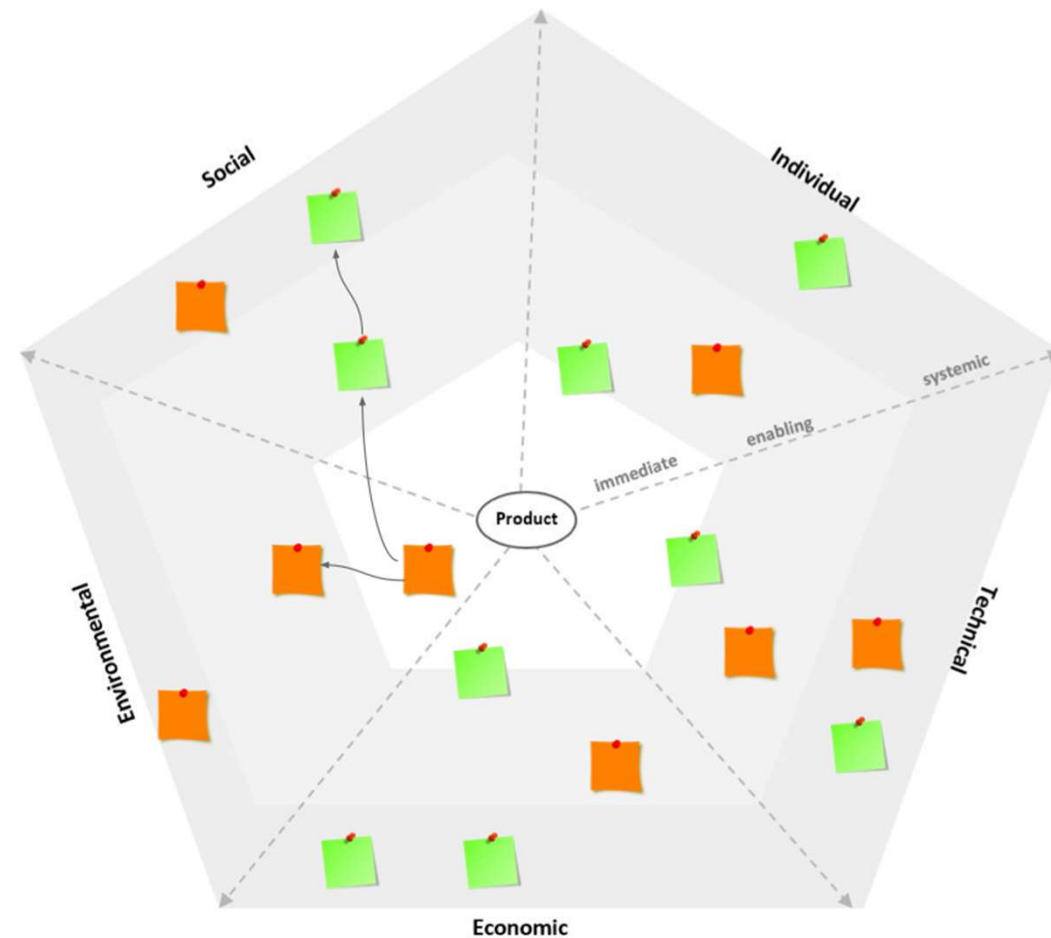 Social
Individual
systemic
enabling
immediate
Product
Environmental
Technical
Economic